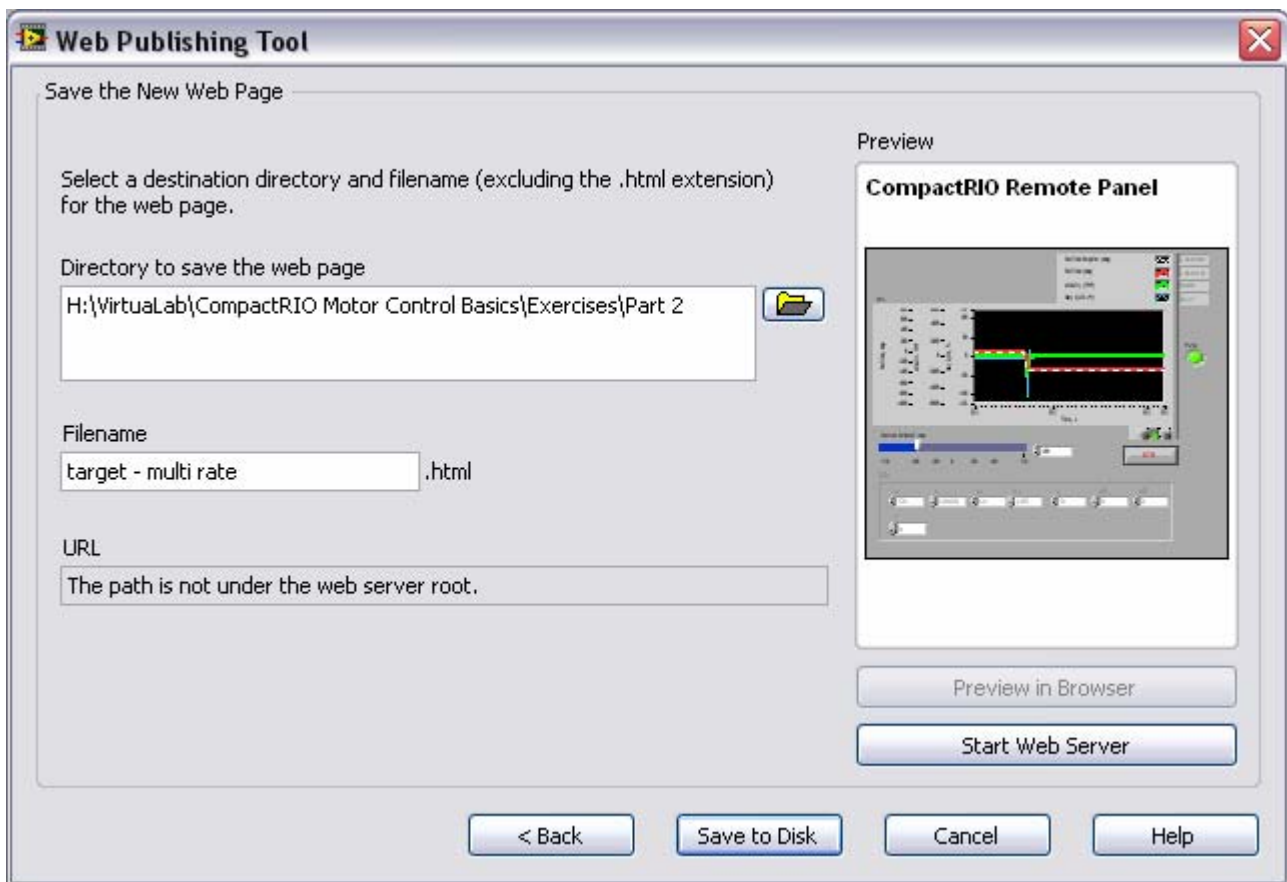 Web Publishing Tool
Save the New Web Page
Select a destination directory and filename (excluding the .html extension)
for the web page.
Directory to save the web page
H:\VirtuaLab\CompactRIO Motor Control Basics\Exercises\Part 2
Filename
target - multi rate
.html
URL
The path is not under the web server root.
Preview
CompactRIO Remote Panel
Preview in Browser
Start Web Server
< Back
Save to Disk
Cancel
Help